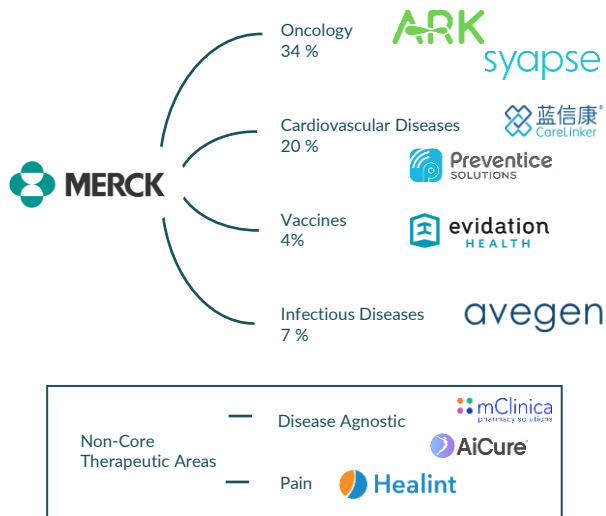 Oncology
34 %
ARK
syapse
Cardiovascular Diseases
20 %
蓝信康®
CareLinker
Preventice
SOLUTIONS
MERCK
Vaccines
4%
evidation
HEALTH
Infectious Diseases
7 %
avegen
Non-Core
Therapeutic Areas
Disease Agnostic
mClinica
pharmacy solutions
AiCure
Pain
Healint